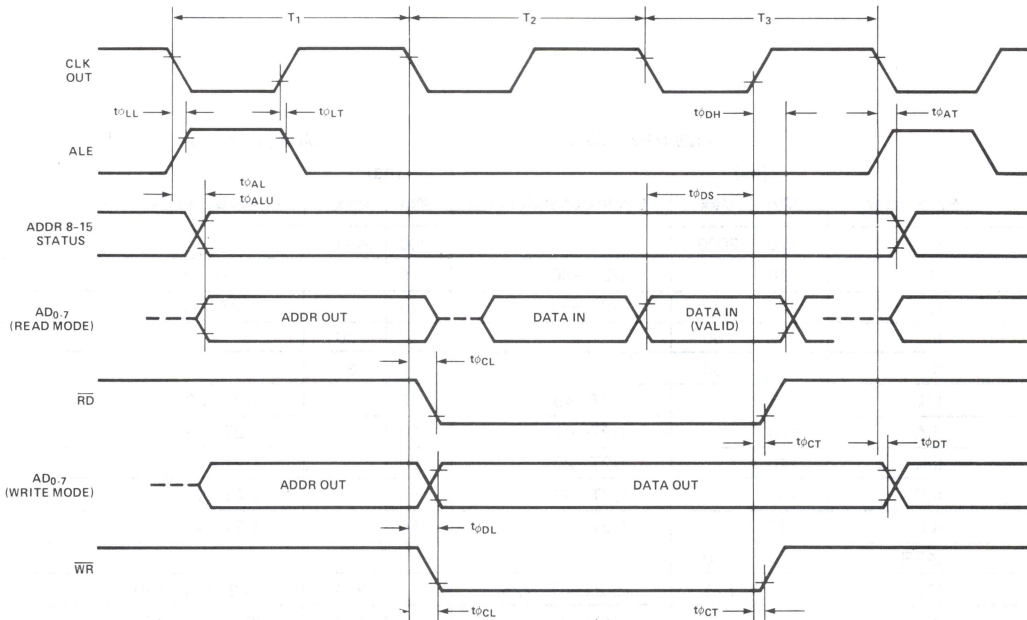 T₁ T₂ T₃
CLK
OUT
tφLL tφLT tφDH tφAT
ALE
tφAL
tφALU
tφDS
ADDR 8-15
STATUS
AD0-7
(READ MODE)
ADDR OUT DATA IN DATA IN
(VALID)
tφCL
R̅D̅
tφCT tφDT
AD0-7
(WRITE MODE)
ADDR OUT DATA OUT
tφDL
W̅R̅
tφCL tφCT